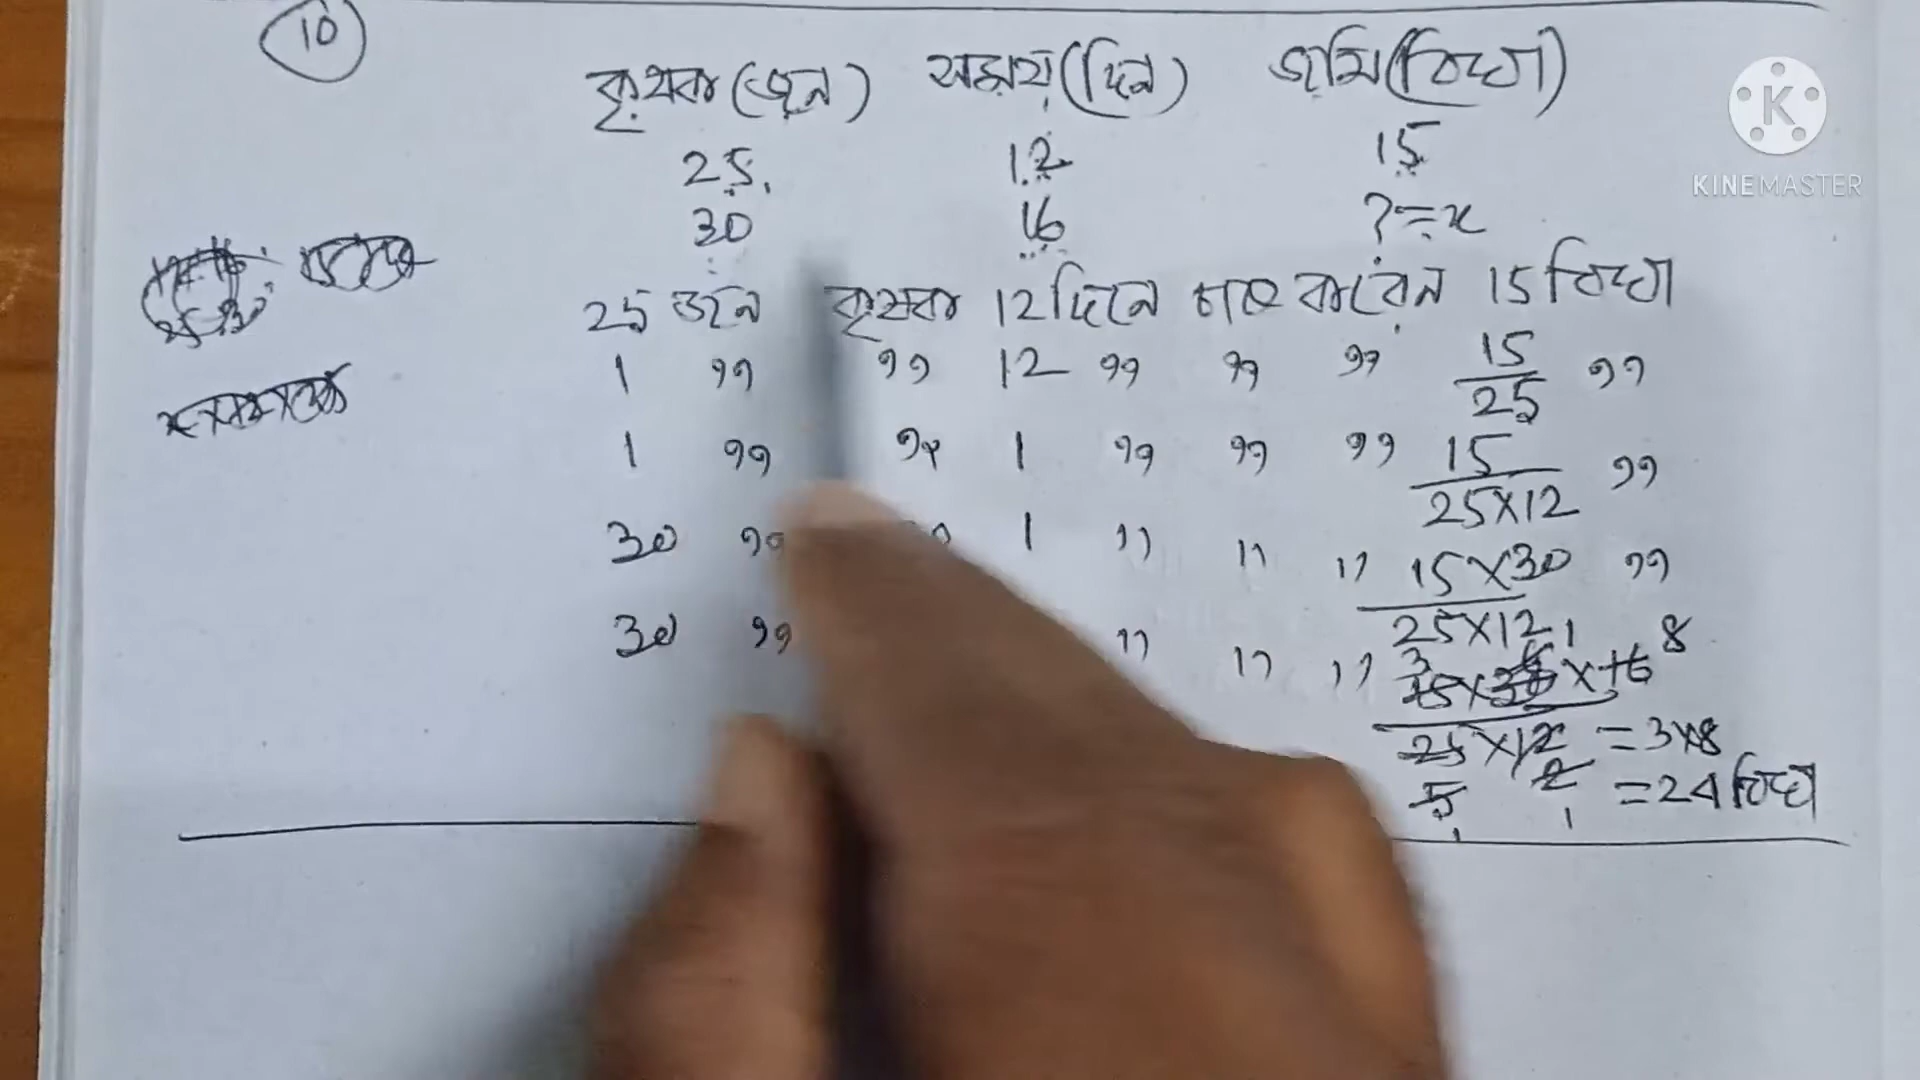 10
কৃষক (জন) সময় (দিন) জমি (বিঘা)
25 12 15
30 16 ? = x
25 জন কৃষক 12 দিনে চাষ করেন 15 বিঘা
1 " " 12 " " " 15/25 "
1 " " 1 " " " 15/25×12 "
30 " 1 " " " 15×30/25×12 "
30 " " " " 15×30×16/25×12 = 3×8
= 24 বিঘা
KINEMASTER